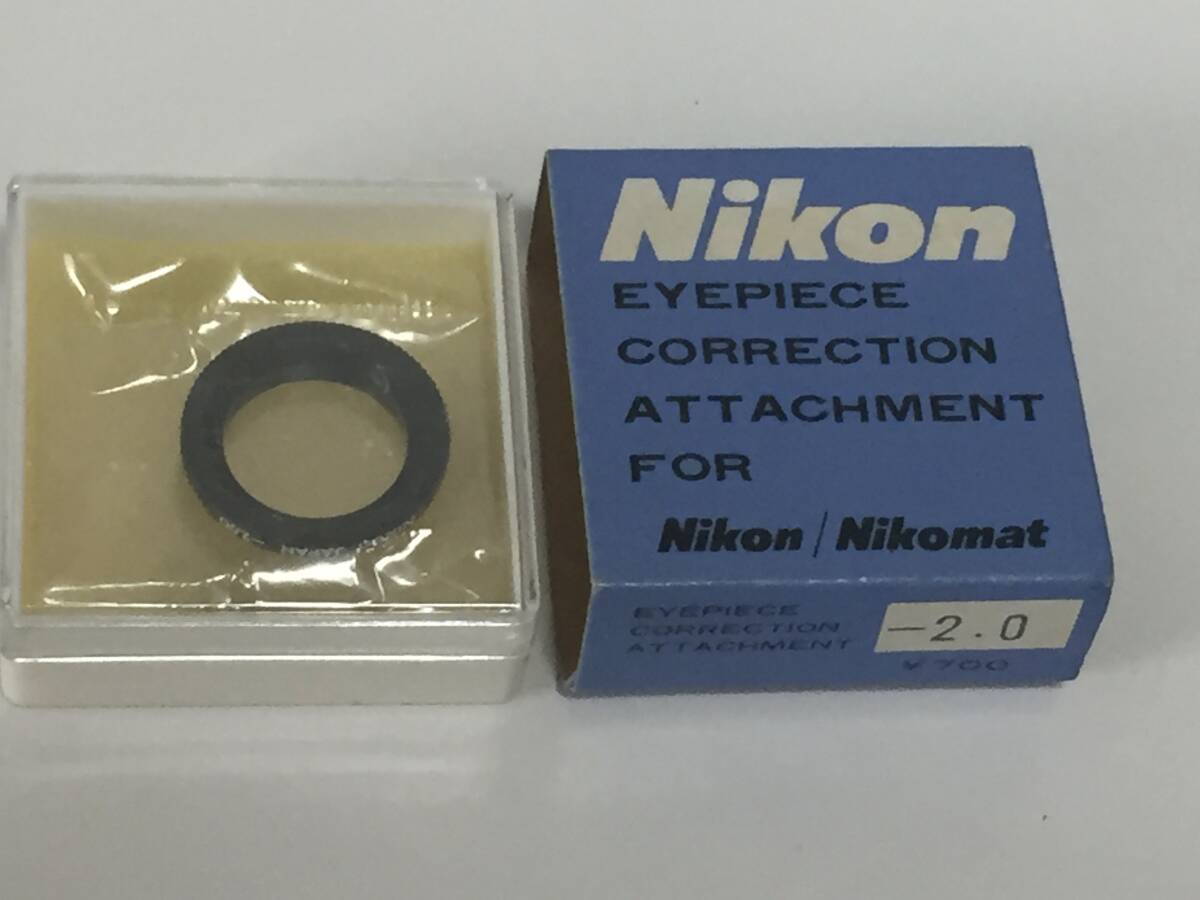 Nikon
EYEPIECE
CORRECTION
ATTACHMENT
FOR
Nikon/Nikomat
EYEPIECE
CORRECTION
ATTACHMENT
-2.0
¥700